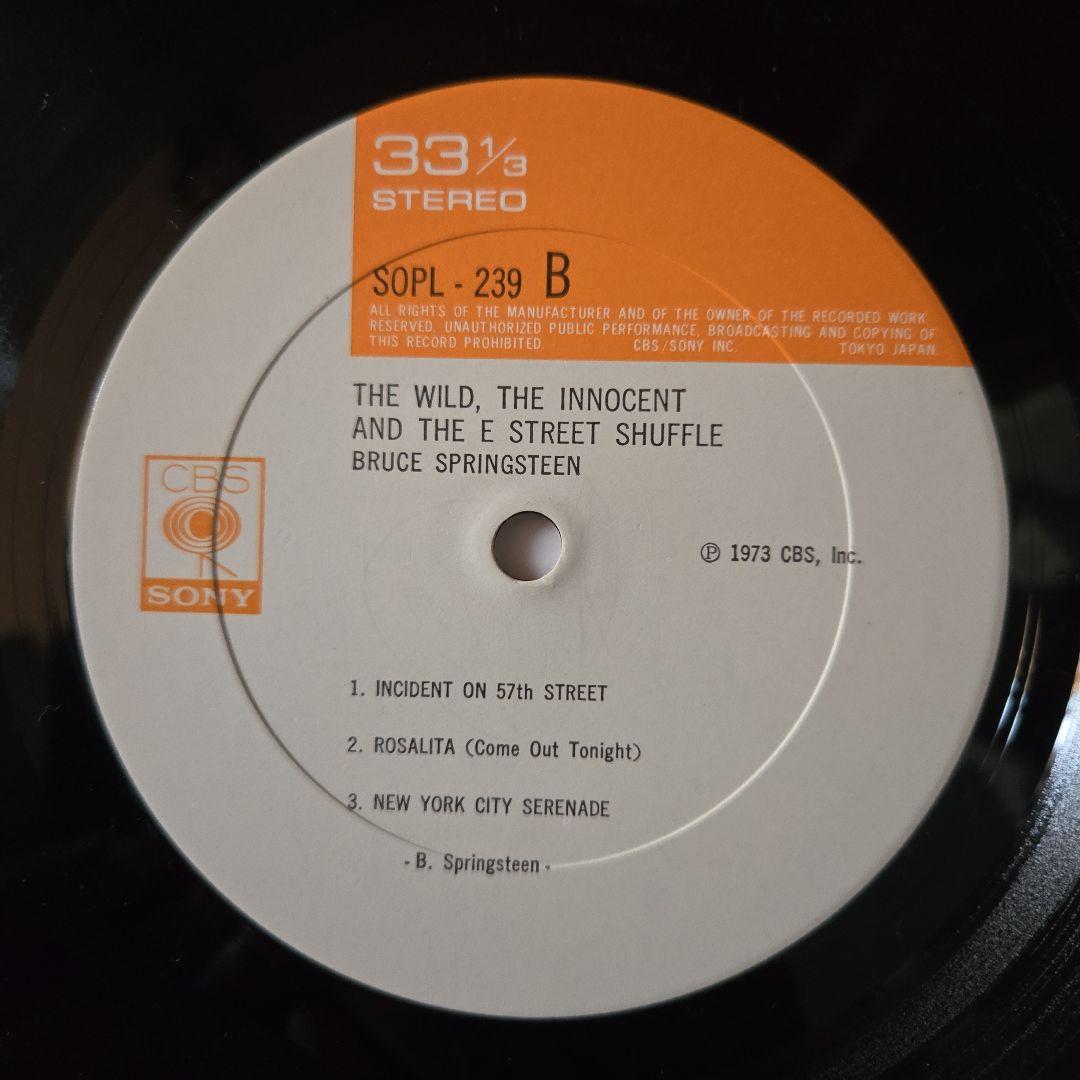 33 1/3
STEREO
SOPL - 239 B
ALL RIGHTS OF THE MANUFACTURER AND OF THE OWNER OF THE RECORDED WORK
RESERVED. UNAUTHORIZED PUBLIC PERFORMANCE, BROADCASTING AND COPYING OF
THIS RECORD PROHIBITED. CBS/SONY INC. TOKYO JAPAN.
THE WILD, THE INNOCENT
AND THE E STREET SHUFFLE
BRUCE SPRINGSTEEN
CBS
SONY
℗ 1973 CBS, Inc.
1. INCIDENT ON 57th STREET
2. ROSALITA (Come Out Tonight)
3. NEW YORK CITY SERENADE
- B. Springsteen -